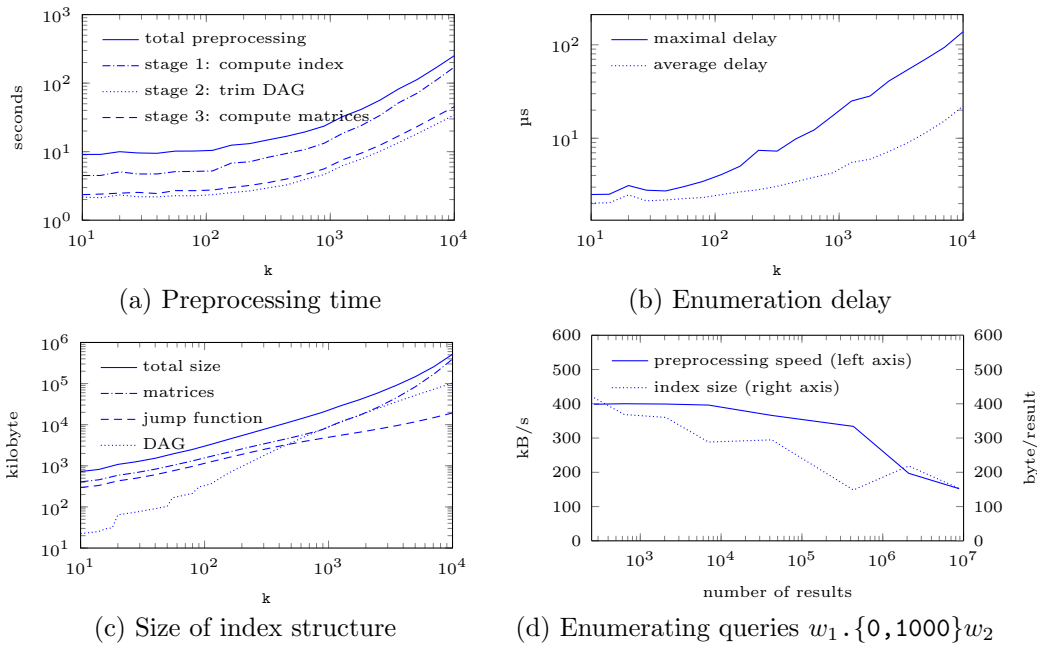 seconds
10^3
10^2
10^1
10^0
total preprocessing
stage 1: compute index
stage 2: trim DAG
stage 3: compute matrices
10^1 10^2 10^3 10^4
k
(a) Preprocessing time
µs
10^2
10^1
maximal delay
average delay
10^1 10^2 10^3 10^4
k
(b) Enumeration delay
kilobyte
10^6
10^5
10^4
10^3
10^2
10^1
total size
matrices
jump function
DAG
10^1 10^2 10^3 10^4
k
(c) Size of index structure
kB/s
600
500
400
300
200
100
0
preprocessing speed (left axis)
index size (right axis)
600
500
400
300
200
100
0
byte/result
10^3 10^4 10^5 10^6 10^7
number of results
(d) Enumerating queries w_1.{0,1000}w_2